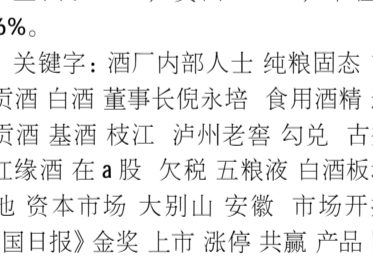 6%。
关键字：酒厂内部人士 纯粮固态
贡酒 白酒 董事长倪永培 食用酒精
贡酒 基酒 枝江 泸州老窖 勾兑 古
红缘酒 在a股 欠税 五粮液 白酒板
池 资本市场 大别山 安徽 市场开
国日报》金奖 上市 涨停 共赢 产品